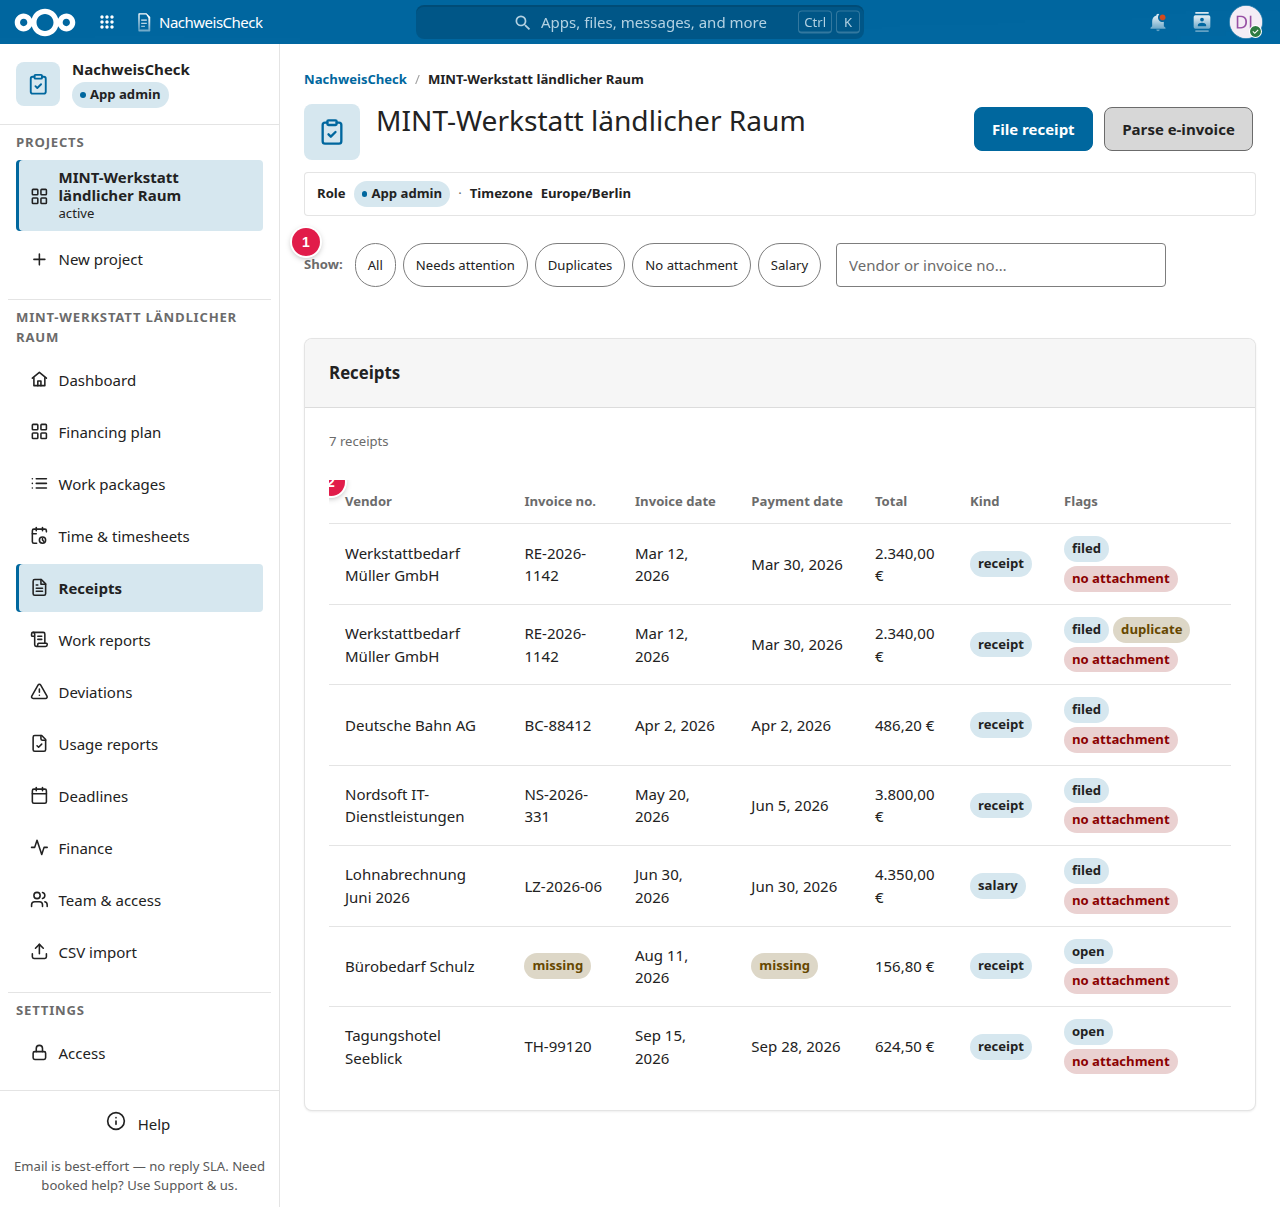 NachweisCheck
Apps, files, messages, and more
Ctrl K
DI
NachweisCheck
App admin
PROJECTS
MINT-Werkstatt
ländlicher Raum
active
New project
MINT-WERKSTATT LÄNDLICHER
RAUM
Dashboard
Financing plan
Work packages
Time & timesheets
Receipts
Work reports
Deviations
Usage reports
Deadlines
Finance
Team & access
CSV import
SETTINGS
Access
Help
Email is best-effort — no reply SLA. Need
booked help? Use Support & us.
NachweisCheck / MINT-Werkstatt ländlicher Raum
MINT-Werkstatt ländlicher Raum
File receipt
Parse e-invoice
Role App admin · Timezone Europe/Berlin
1
Show: All Needs attention Duplicates No attachment Salary Vendor or invoice no...
Receipts
7 receipts
Vendor Invoice no. Invoice date Payment date Total Kind Flags
Werkstattbedarf Müller GmbH RE-2026-1142 Mar 12, 2026 Mar 30, 2026 2.340,00 € receipt filed no attachment
Werkstattbedarf Müller GmbH RE-2026-1142 Mar 12, 2026 Mar 30, 2026 2.340,00 € receipt filed duplicate no attachment
Deutsche Bahn AG BC-88412 Apr 2, 2026 Apr 2, 2026 486,20 € receipt filed no attachment
Nordsoft IT-Dienstleistungen NS-2026-331 May 20, 2026 Jun 5, 2026 3.800,00 € receipt filed no attachment
Lohnabrechnung Juni 2026 LZ-2026-06 Jun 30, 2026 Jun 30, 2026 4.350,00 € salary filed no attachment
Bürobedarf Schulz missing Aug 11, 2026 missing 156,80 € receipt open no attachment
Tagungshotel Seeblick TH-99120 Sep 15, 2026 Sep 28, 2026 624,50 € receipt open no attachment